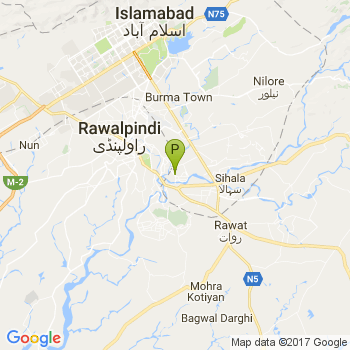 Islamabad
اسلام آباد
N75
Nilore
نیلور
Burma Town
Rawalpindi
راولپنڈی
P
Nun
M-2
Sihala
سہالا
Rawat
روات
N5
Mohra
Kotiyan
Bagwal Darghi
Google
Map data ©2017 Google